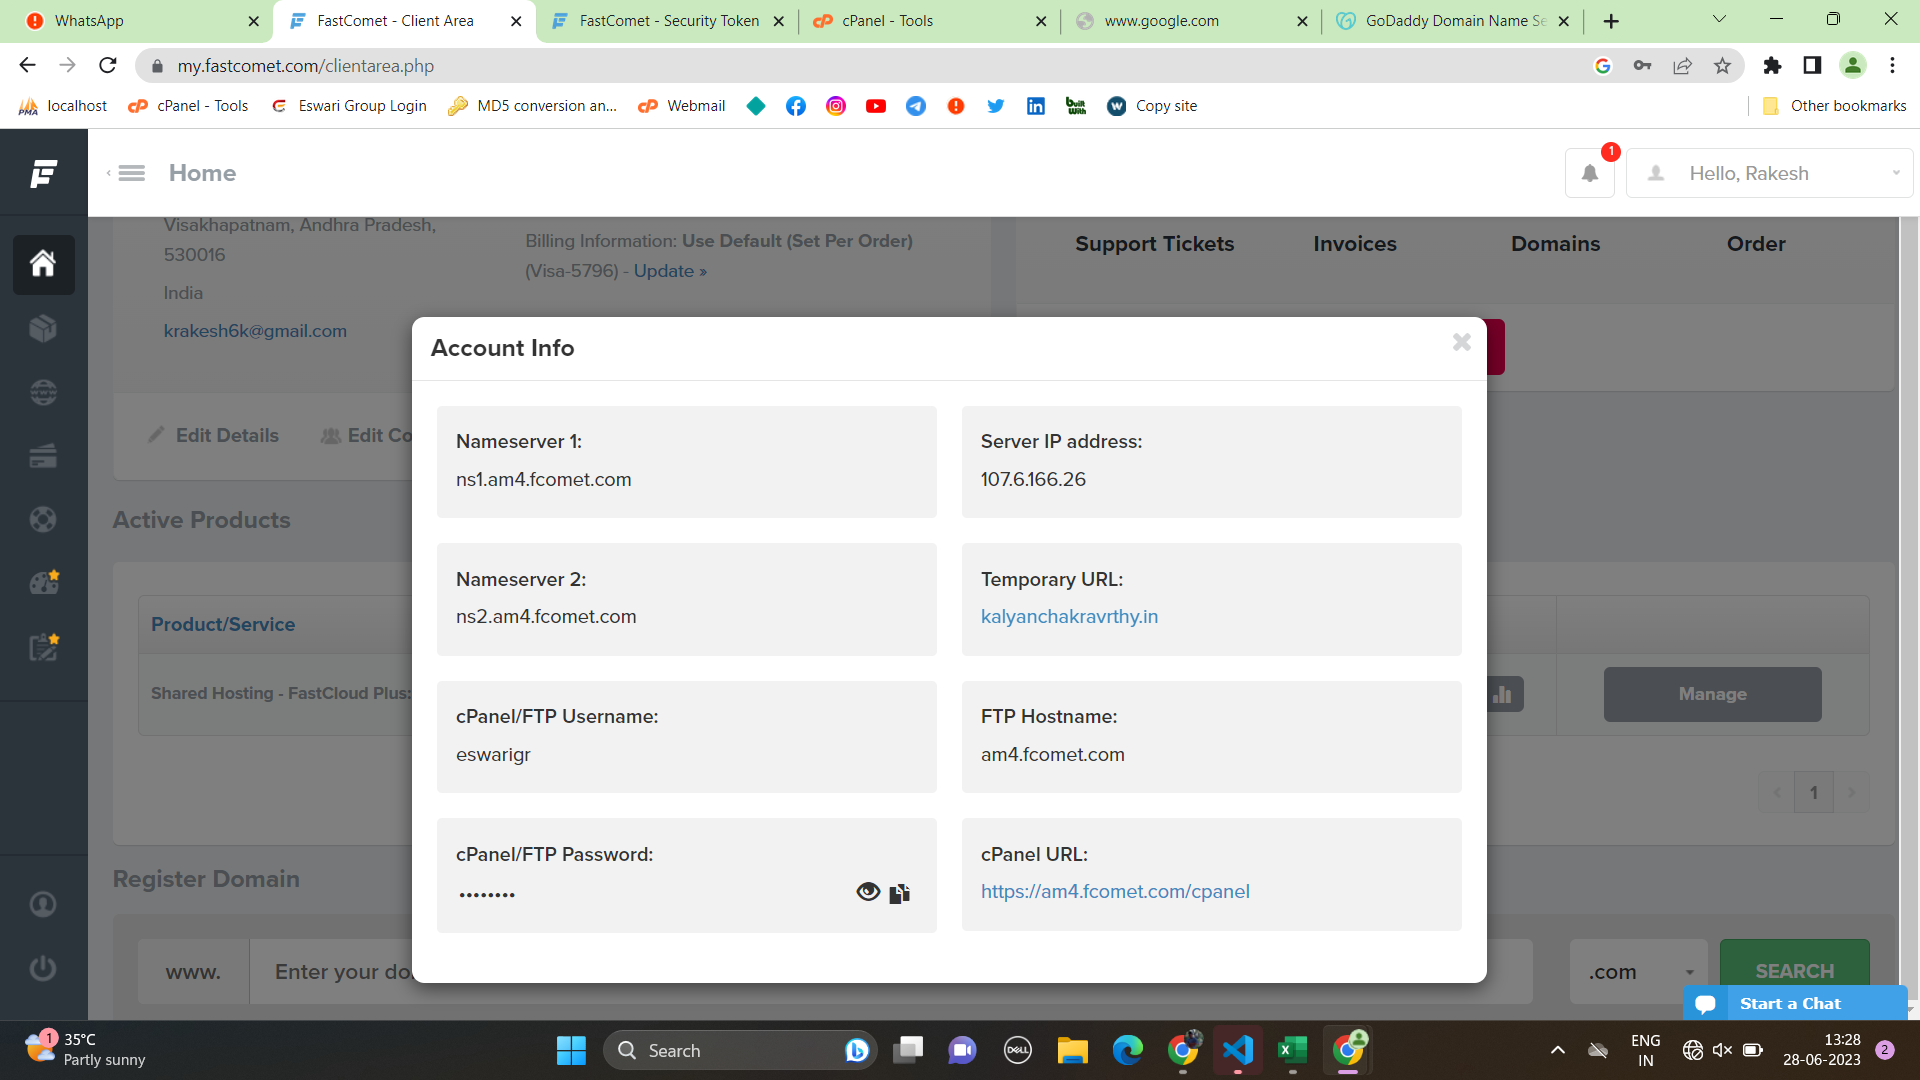 WhatsApp
FastComet - Client Area
FastComet - Security Token
cPanel - Tools
www.google.com
GoDaddy Domain Name Se
my.fastcomet.com/clientarea.php
localhost
cPanel - Tools
Eswari Group Login
MD5 conversion an...
Webmail
Copy site
Other bookmarks
Home
1
Hello, Rakesh
Visakhapatnam, Andhra Pradesh,
530016
India
krakesh6k@gmail.com
Billing Information: Use Default (Set Per Order)
(Visa-5796) - Update »
Support Tickets
Invoices
Domains
Order
Edit Details
Edit Co
Active Products
Product/Service
Shared Hosting - FastCloud Plus:
Manage
1
Account Info
Nameserver 1:
ns1.am4.fcomet.com
Server IP address:
107.6.166.26
Nameserver 2:
ns2.am4.fcomet.com
Temporary URL:
kalyanchakravrthy.in
cPanel/FTP Username:
eswarigr
FTP Hostname:
am4.fcomet.com
cPanel/FTP Password:
••••••••
cPanel URL:
https://am4.fcomet.com/cpanel
Register Domain
www.
Enter your do
.com
SEARCH
Start a Chat
1
35°C
Partly sunny
Search
DELL
ENG
IN
13:28
28-06-2023
2